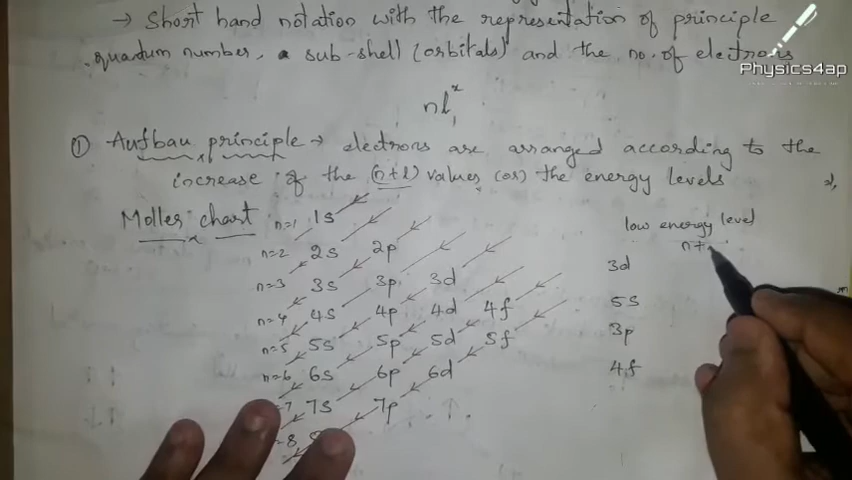 → Short hand notation with the representation of principle
quantum number, sub-shell (orbitals) and the no. of electrons
Physics4ap
nl^x
① Aufbau principle → electrons are arranged according to the
increase of the (n+l) values (or) the energy levels
Moller chart
n=1 1s
n=2 2s 2p
n=3 3s 3p 3d
n=4 4s 4p 4d 4f
n=5 5s 5p 5d 5f
n=6 6s 6p 6d
=7 7s 7p
=8
low energy level
n+
3d
5s
3p
4f